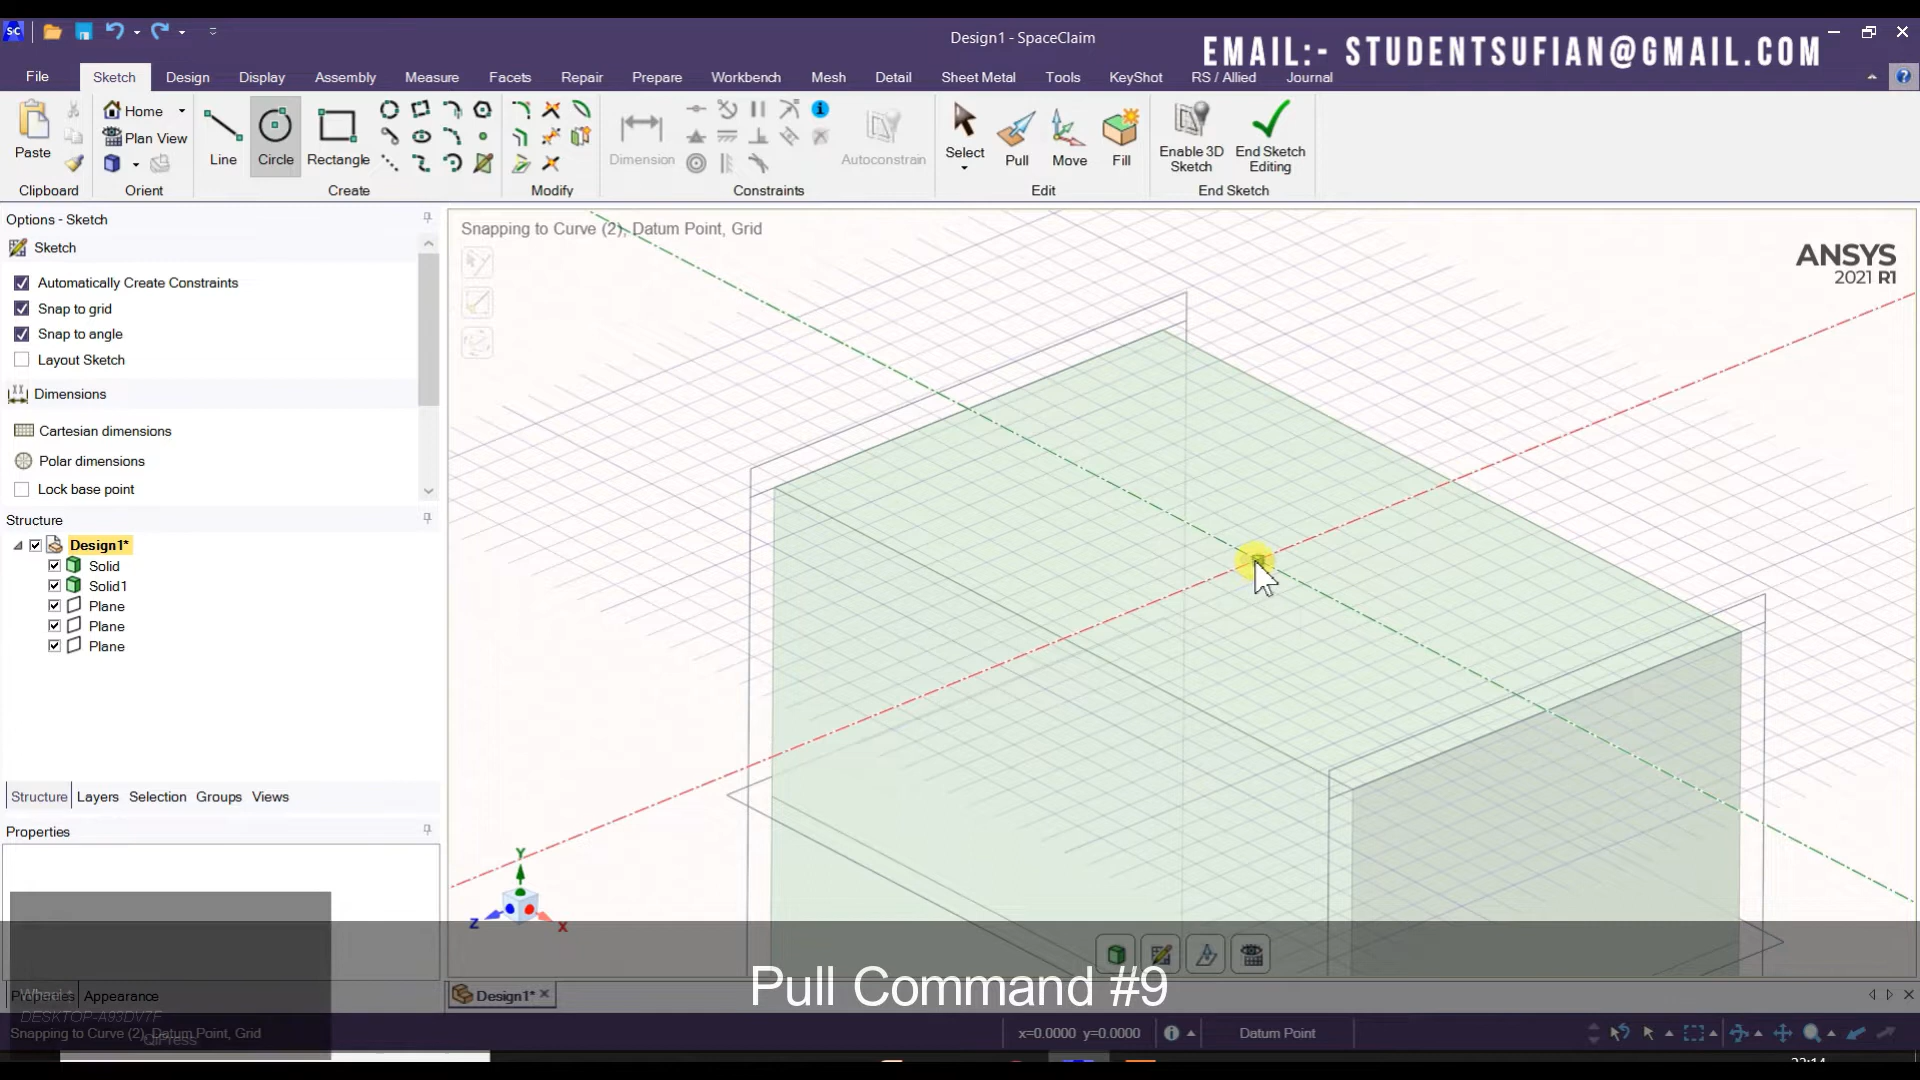 Design1 - SpaceClaim
EMAIL:- STUDENTSUFIAN@GMAIL.COM
File Sketch Design Display Assembly Measure Facets Repair Prepare Workbench Mesh Detail Sheet Metal Tools KeyShot RS / Allied Journal
Home
Plan View
Paste
Line Circle Rectangle
Dimension
Autoconstrain
Select Pull Move Fill
Enable 3D Sketch
End Sketch Editing
Clipboard Orient Create Modify Constraints Edit End Sketch
Options - Sketch
Sketch
Automatically Create Constraints
Snap to grid
Snap to angle
Layout Sketch
Dimensions
Cartesian dimensions
Polar dimensions
Lock base point
Structure
Design1*
Solid
Solid1
Plane
Plane
Plane
Structure Layers Selection Groups Views
Properties
Snapping to Curve (2), Datum Point, Grid
ANSYS
2021 R1
Y
Z
X
Pull Command #9
Properties Appearance
Design1*
DESKTOP-A93DV7F
Snapping to Curve (2), Datum Point, Grid
QiPress
x=0.0000 y=0.0000
Datum Point